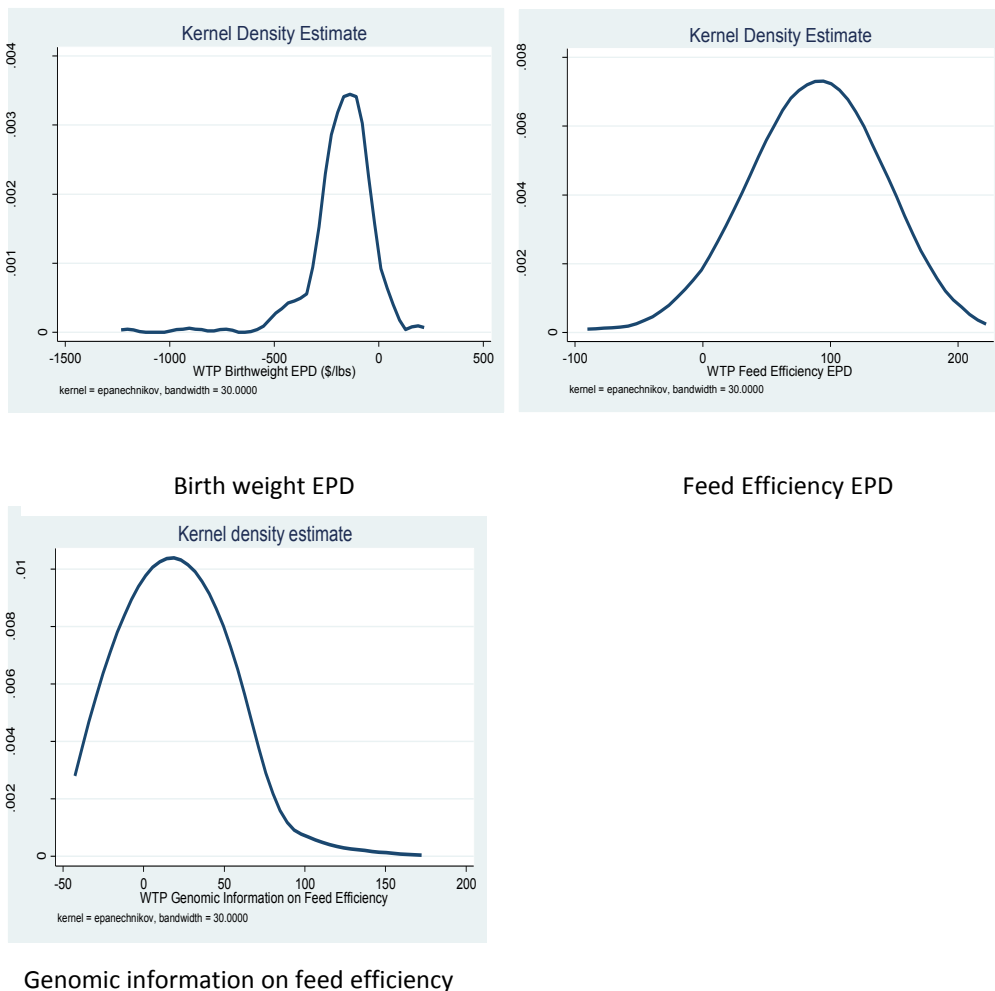 Kernel Density Estimate
.004
.003
.002
.001
0
-1500 -1000 -500 0 500
WTP Birthweight EPD ($/lbs)
kernel = epanechnikov, bandwidth = 30.0000
Kernel Density Estimate
.008
.006
.004
.002
0
-100 0 100 200
WTP Feed Efficiency EPD
kernel = epanechnikov, bandwidth = 30.0000
Birth weight EPD
Feed Efficiency EPD
Kernel density estimate
.01
.008
.006
.004
.002
0
-50 0 50 100 150 200
WTP Genomic Information on Feed Efficiency
kernel = epanechnikov, bandwidth = 30.0000
Genomic information on feed efficiency